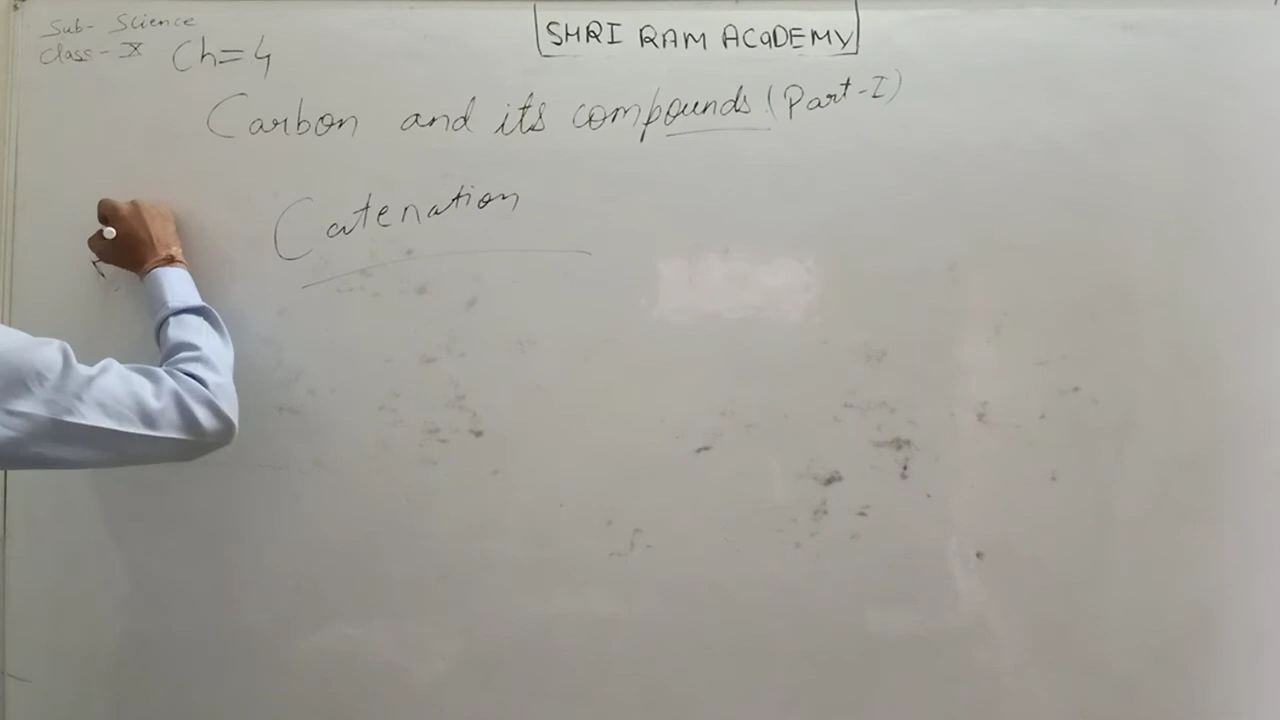 Sub- Science
SHRI RAM ACADEMY
Class- X Ch=4
Carbon and its compounds (Part-I)
Catenation